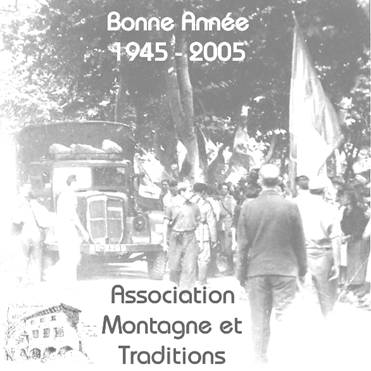 Bonne Année
1945 - 2005
Association
Montagne et
Traditions